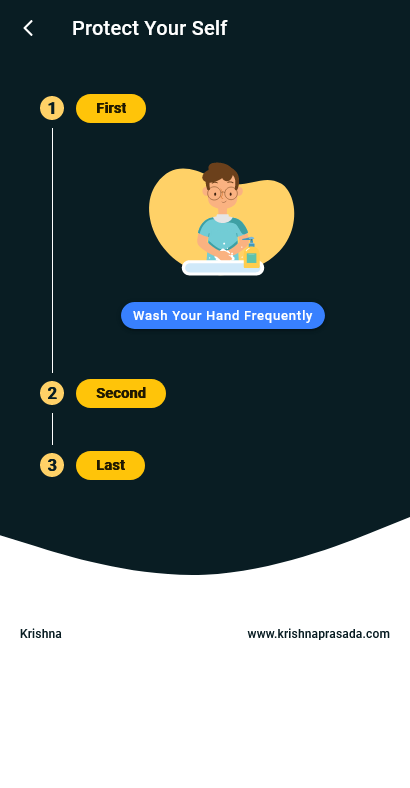 Protect Your Self
1 First
Wash Your Hand Frequently
2 Second
3 Last
Krishna www.krishnaprasada.com